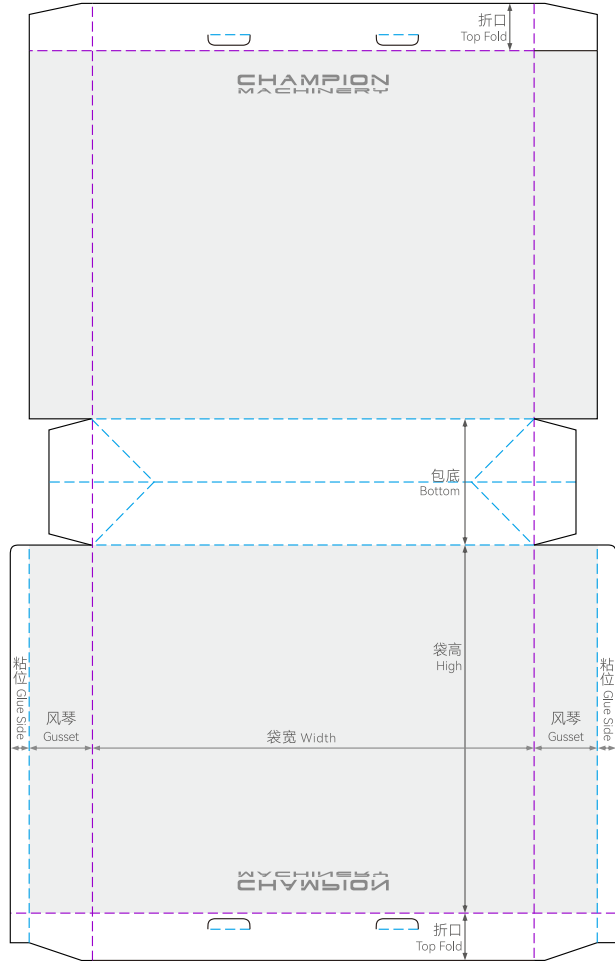 折口
Top Fold
CHAMPION
MACHINERY
包底
Bottom
袋高
High
粘位 Glue Side
风琴
Gusset
袋宽 Width
风琴
Gusset
粘位 Glue Side
MACHINERY
CHAMPION
折口
Top Fold